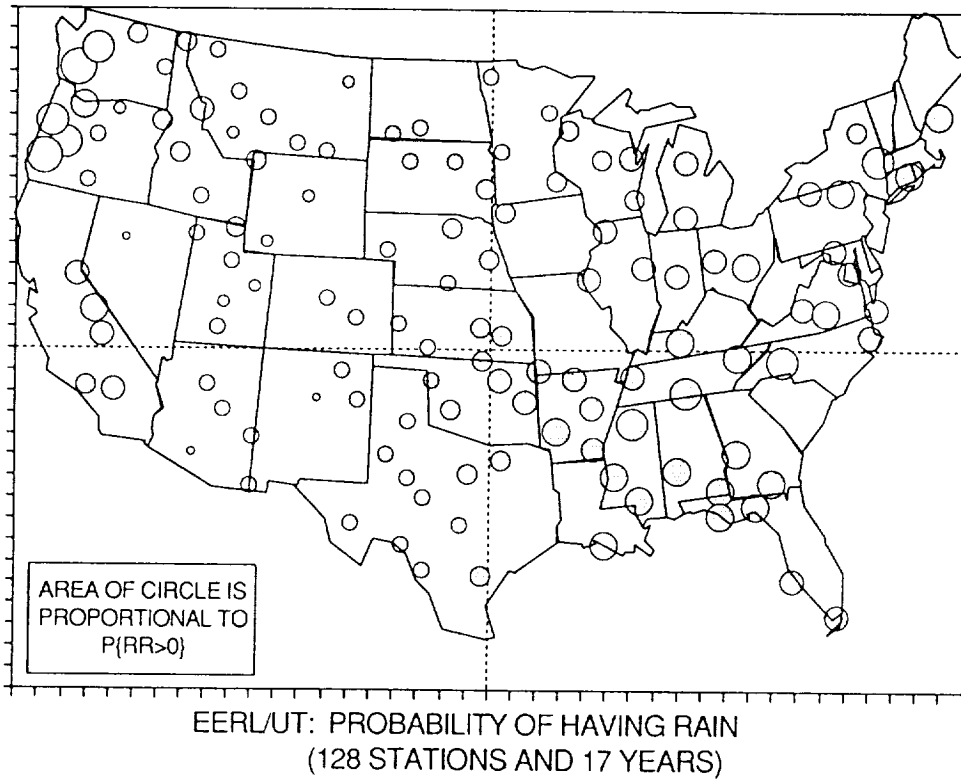 AREA OF CIRCLE IS
PROPORTIONAL TO
P{RR>0}
EERL/UT: PROBABILITY OF HAVING RAIN
(128 STATIONS AND 17 YEARS)